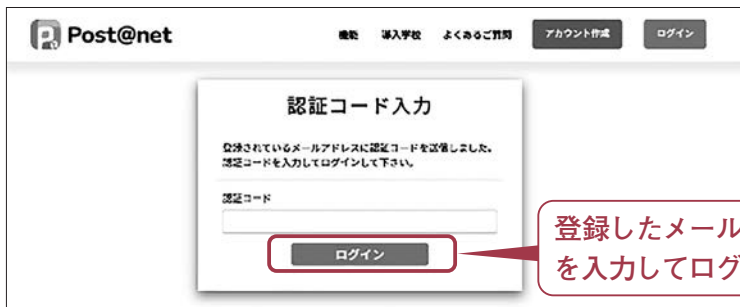 Post@net
機能 導入学校 よくあるご質問 アカウント作成 ログイン
認証コード入力
登録されているメールアドレスに認証コードを送信しました。
認証コードを入力してログインして下さい。
認証コード
ログイン
登録したメール
を入力してログ